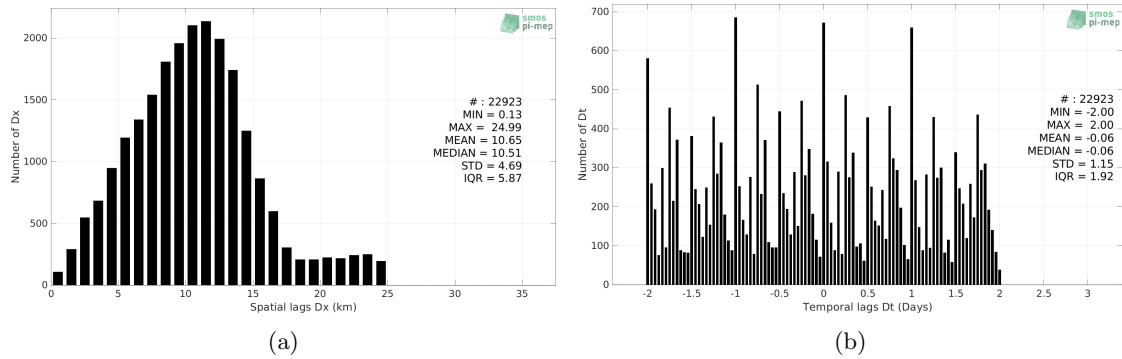 smos
pi-mep
2000
1500
1000
500
0
Number of Dx
# : 22923
MIN = 0.13
MAX = 24.99
MEAN = 10.65
MEDIAN = 10.51
STD = 4.69
IQR = 5.87
0 5 10 15 20 25 30 35
Spatial lags Dx (km)
(a)
smos
pi-mep
700
600
500
400
300
200
100
0
Number of Dt
# : 22923
MIN = -2.00
MAX = 2.00
MEAN = -0.06
MEDIAN = -0.06
STD = 1.15
IQR = 1.92
-2 -1.5 -1 -0.5 0 0.5 1 1.5 2 2.5 3
Temporal lags Dt (Days)
(b)